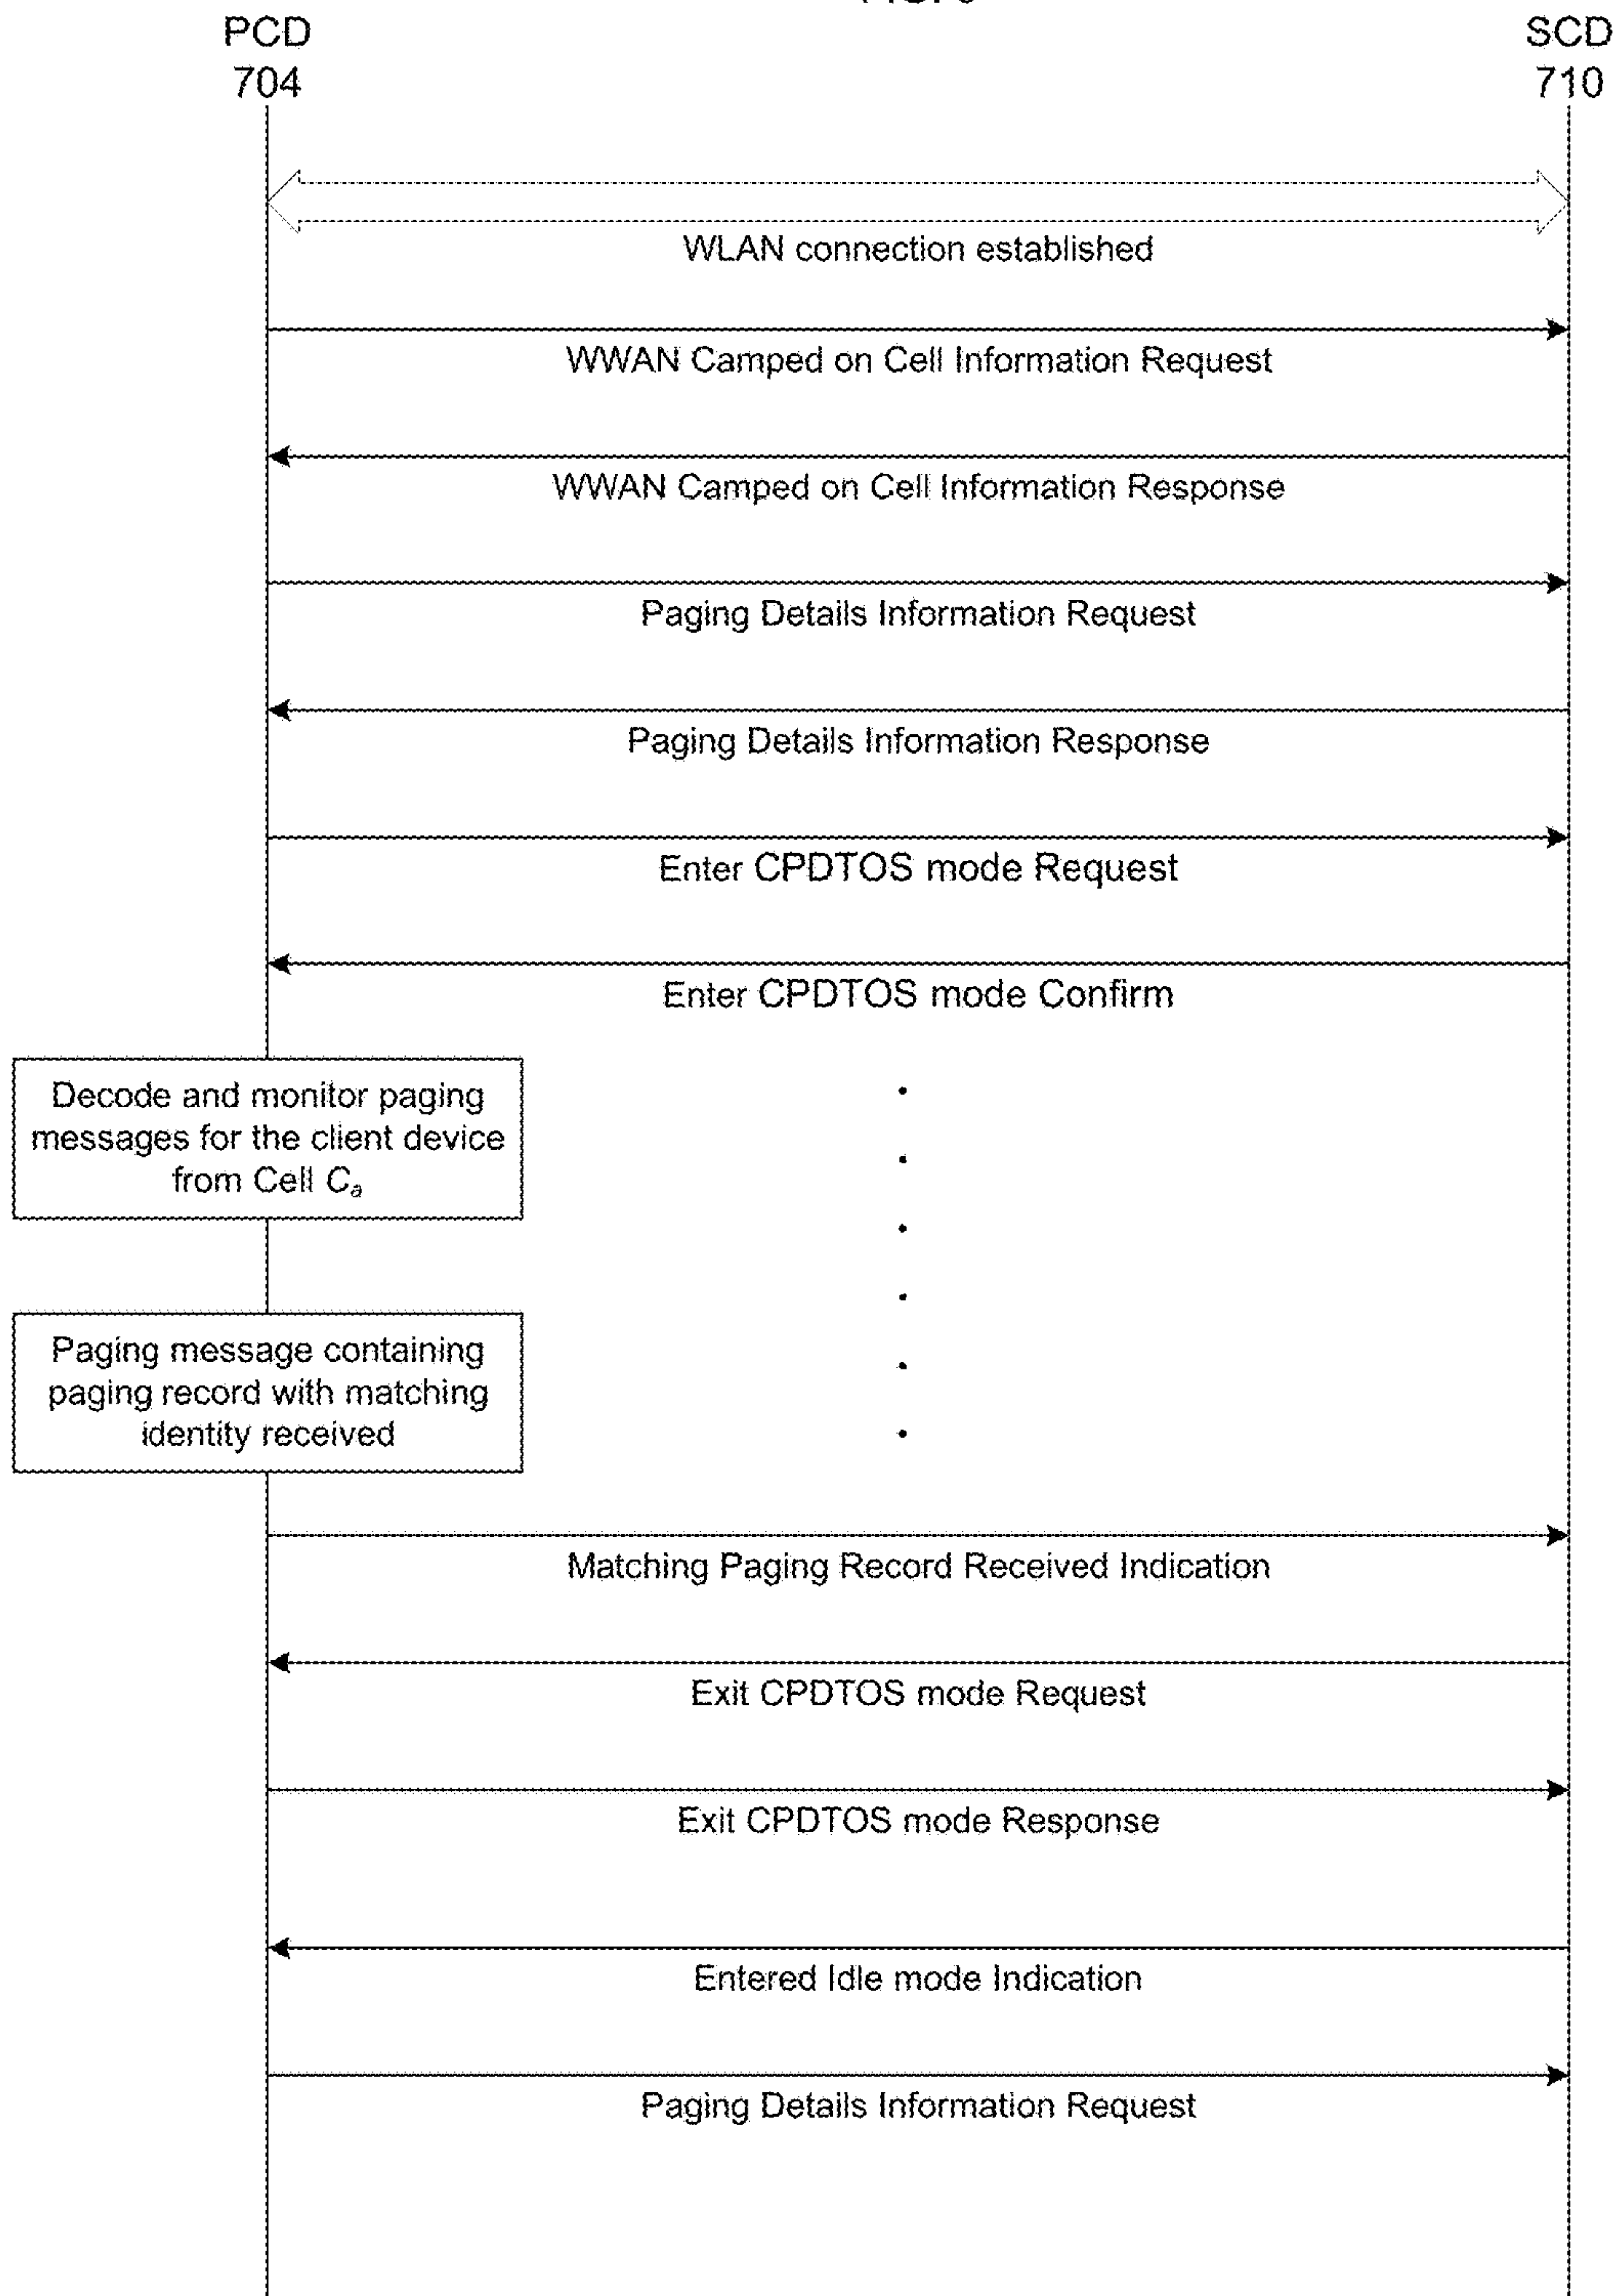 PCD
704
SCD
710
WLAN connection established
WWAN Camped on Cell Information Request
WWAN Camped on Cell Information Response
Paging Details Information Request
Paging Details Information Response
Enter CPDTOS mode Request
Enter CPDTOS mode Confirm
Decode and monitor paging
messages for the client device
from Cell Ca
Paging message containing
paging record with matching
identity received
Matching Paging Record Received Indication
Exit CPDTOS mode Request
Exit CPDTOS mode Response
Entered Idle mode Indication
Paging Details Information Request